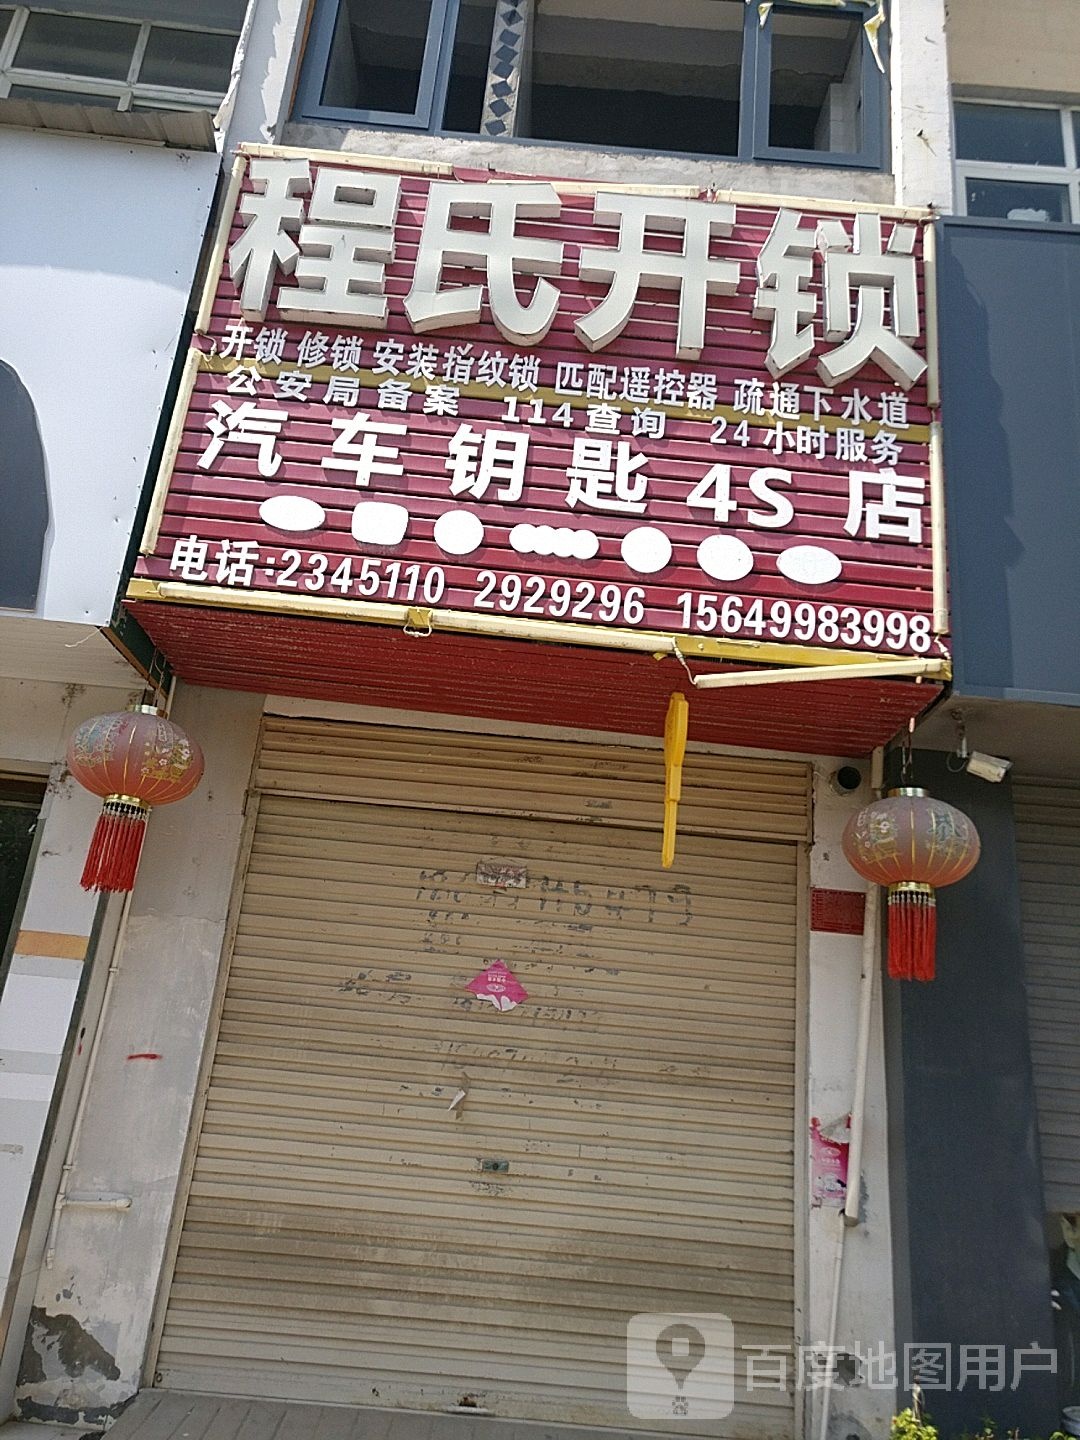 程氏开锁
开锁 修锁 安装指纹锁 匹配遥控器 疏通下水道
公安局备案 114查询 24小时服务
汽车钥匙4S店
电话:2345110 2929296 15649983998
百度地图用户